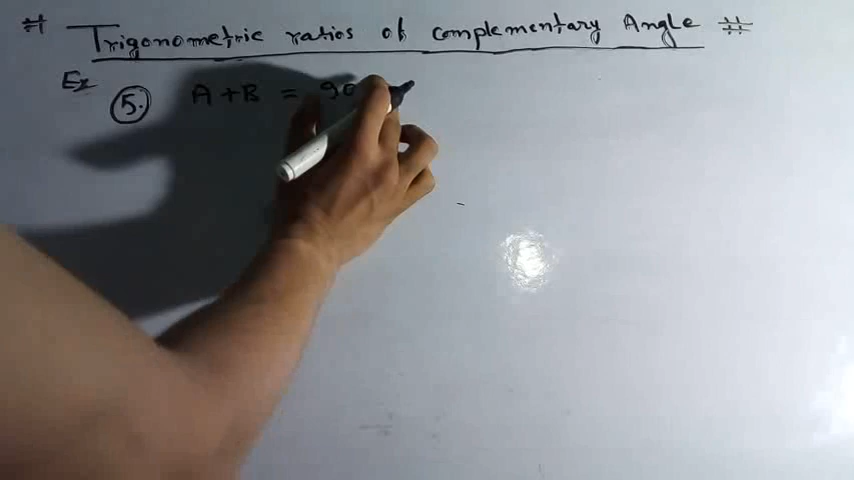 # Trigonometric ratios of complementary Angle #
Ex
5. A + B = 90